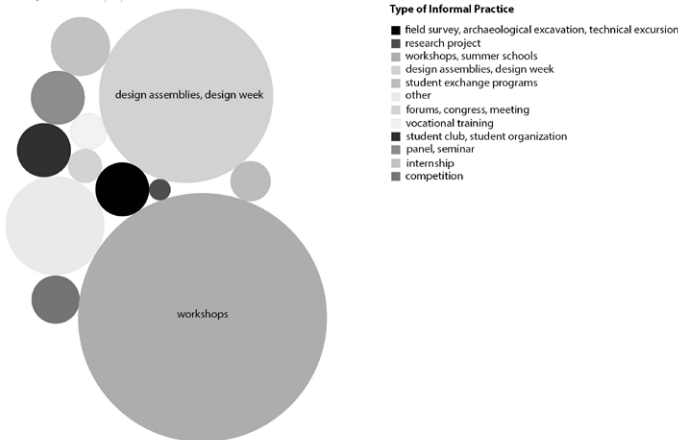 Type of Informal Practice
field survey, archaeological excavation, technical excursion
research project
workshops, summer schools
design assemblies, design week
student exchange programs
other
forums, congress, meeting
vocational training
student club, student organization
panel, seminar
internship
competition
design assemblies, design week
workshops